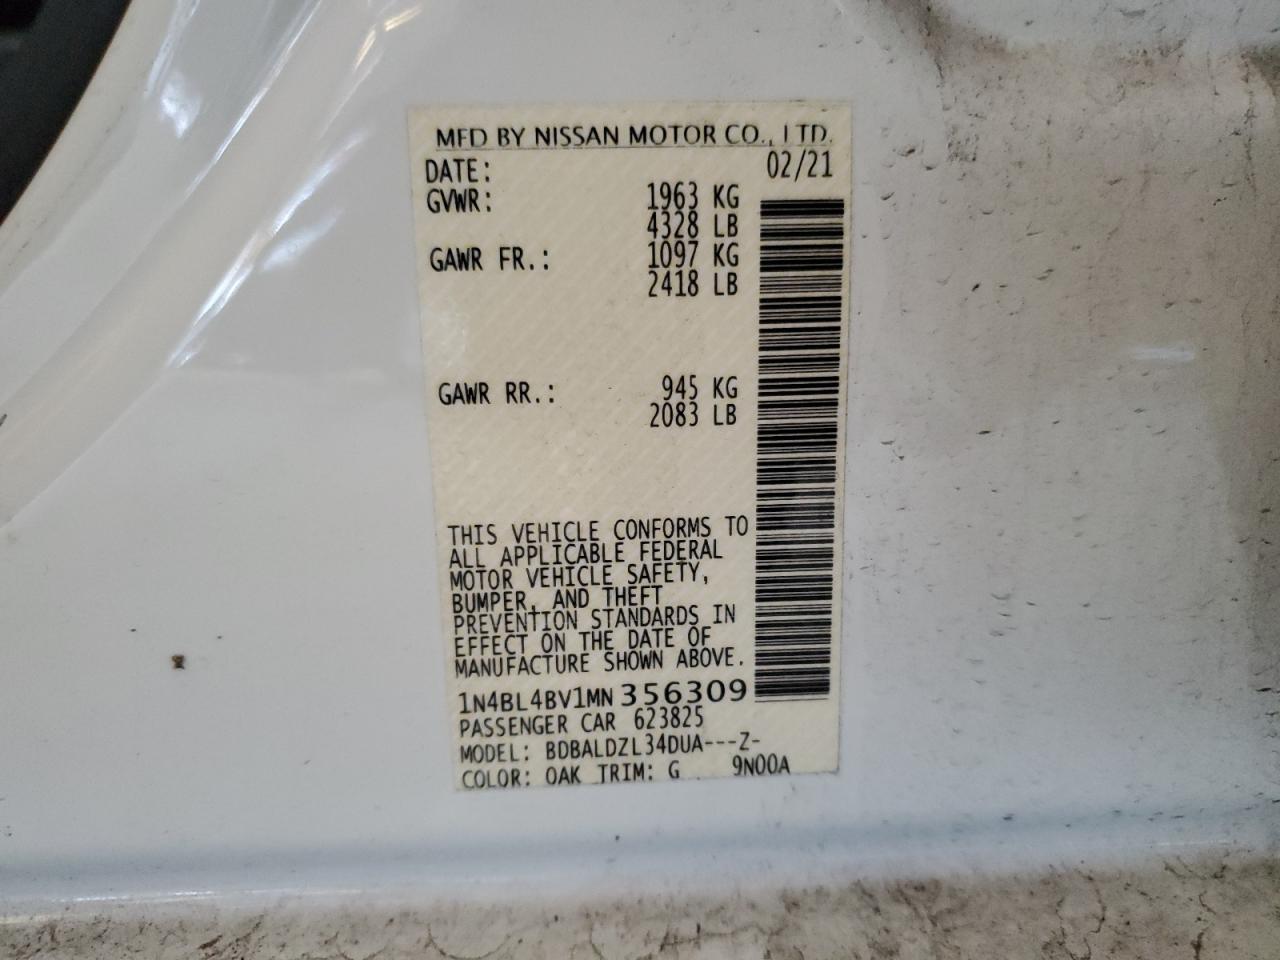 MFD BY NISSAN MOTOR CO., LTD.
DATE: 02/21
GVWR: 1963 KG
4328 LB
GAWR FR.: 1097 KG
2418 LB
GAWR RR.: 945 KG
2083 LB
THIS VEHICLE CONFORMS TO
ALL APPLICABLE FEDERAL
MOTOR VEHICLE SAFETY,
BUMPER, AND THEFT
PREVENTION STANDARDS IN
EFFECT ON THE DATE OF
MANUFACTURE SHOWN ABOVE.
1N4BL4BV1MN356309
PASSENGER CAR 623825
MODEL: BDBALDZL34DUA---Z-
COLOR: QAK TRIM: G 9N00A